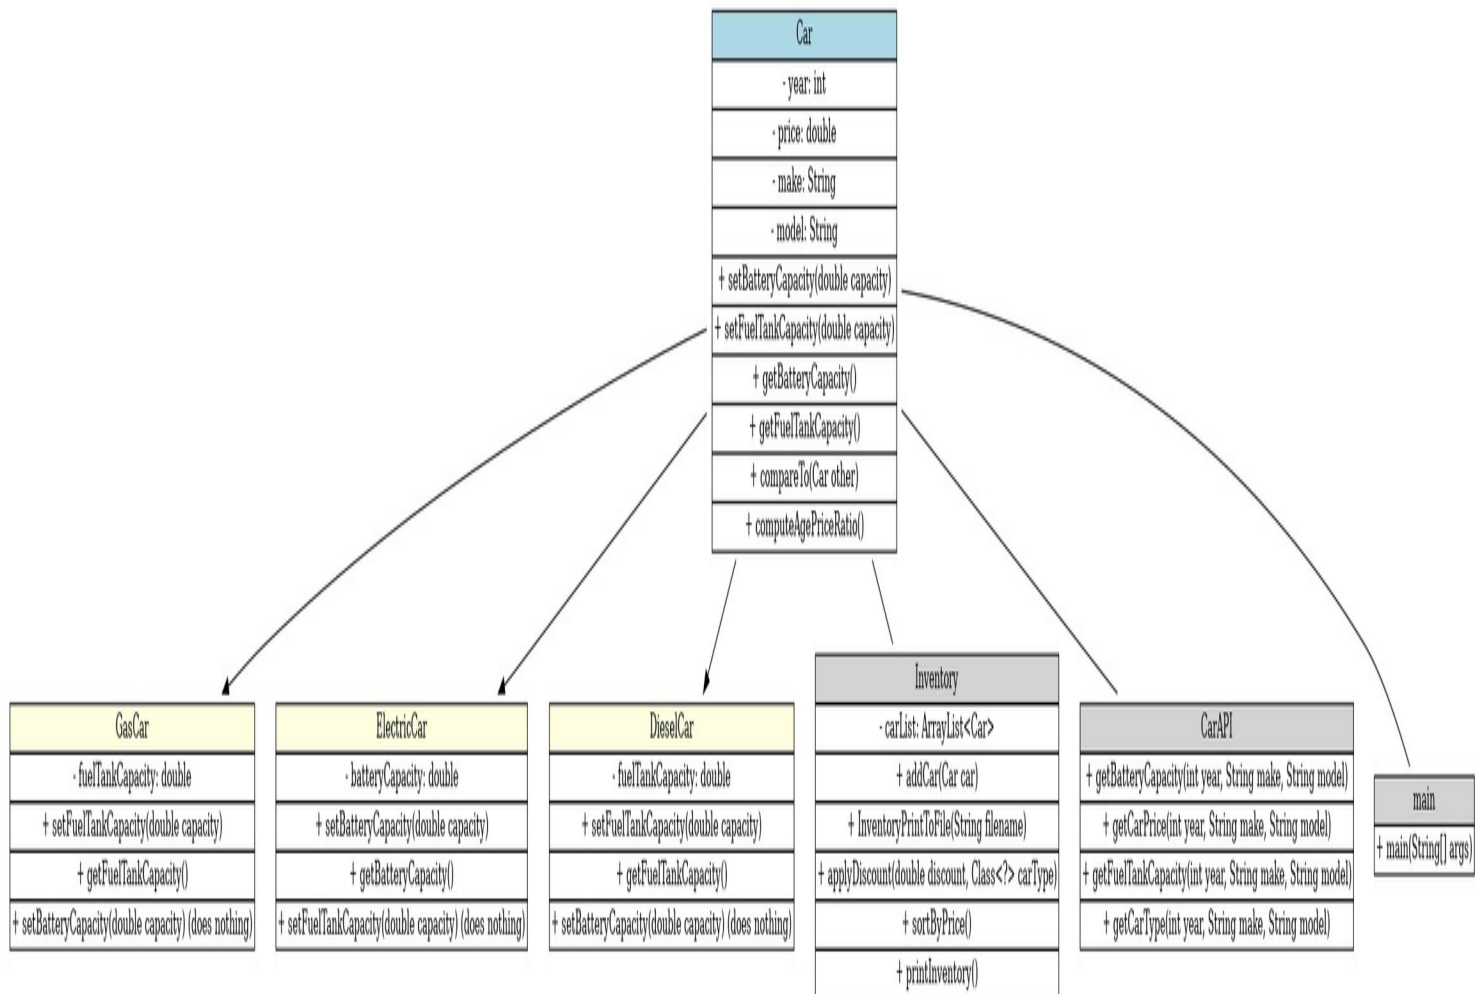 Car
- year: int
- price: double
- make: String
- model: String
+ setBatteryCapacity(double capacity)
+ setFuelTankCapacity(double capacity)
+ getBatteryCapacity()
+ getFuelTankCapacity()
+ compareTo(Car other)
+ computeAgePriceRatio()
GasCar
- fuelTankCapacity: double
+ setFuelTankCapacity(double capacity)
+ getFuelTankCapacity()
+ setBatteryCapacity(double capacity) (does nothing)
ElectricCar
- batteryCapacity: double
+ setBatteryCapacity(double capacity)
+ getBatteryCapacity()
+ setFuelTankCapacity(double capacity) (does nothing)
DieselCar
- fuelTankCapacity: double
+ setFuelTankCapacity(double capacity)
+ getFuelTankCapacity()
+ setBatteryCapacity(double capacity) (does nothing)
Inventory
- carList: ArrayList<Car>
+ addCar(Car car)
+ InventoryPrintToFile(String filename)
+ applyDiscount(double discount, Class<?> carType)
+ sortByPrice()
+ printInventory()
CarAPI
+ getBatteryCapacity(int year, String make, String model)
+ getCarPrice(int year, String make, String model)
+ getFuelTankCapacity(int year, String make, String model)
+ getCarType(int year, String make, String model)
main
+ main(String[] args)